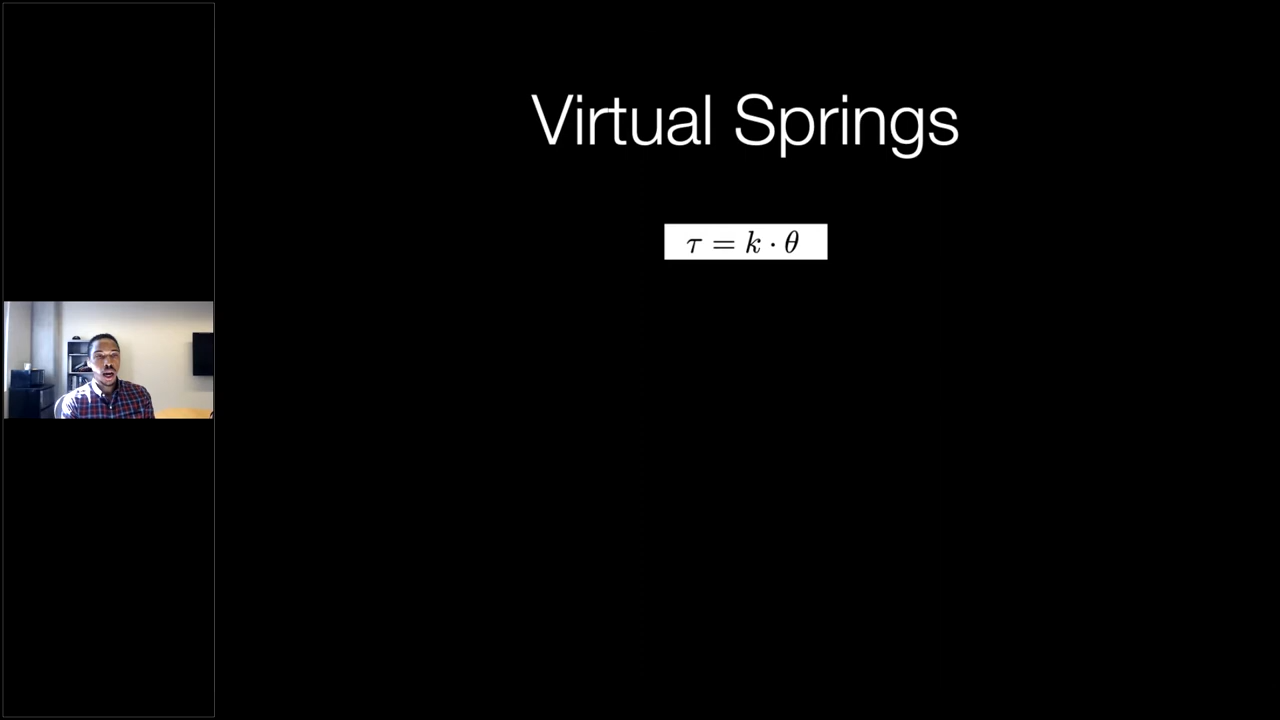 Virtual Springs
τ = k · θ